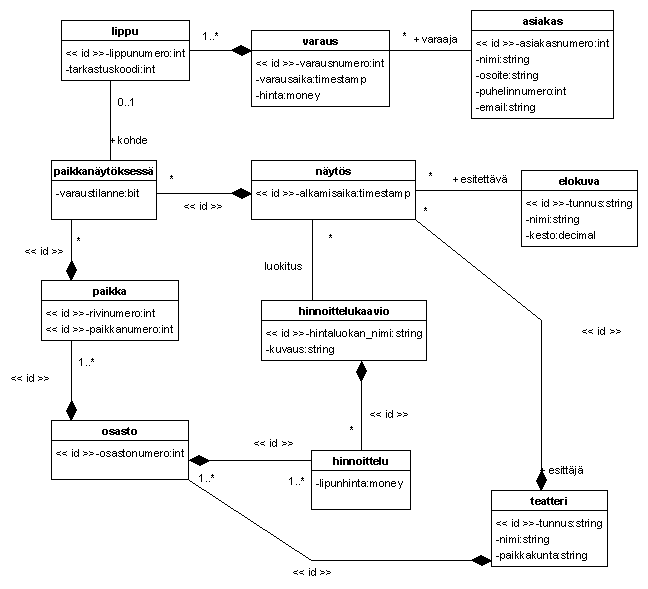 lippu
<< id >>-lippunumero:int
-tarkastuskoodi:int
1..*
varaus
<< id >>-varausnumero:int
-varausaika:timestamp
-hinta:money
*
+ varaaja
asiakas
<< id >>-asiakasnumero:int
-nimi:string
-osoite:string
-puhelinnumero:int
-email:string
0..1
+ kohde
paikkanäytöksessä
-varaustilanne:bit
*
<< id >>
näytös
<< id >>-alkamisaika:timestamp
*
+ esitettävä
elokuva
<< id >>-tunnus:string
-nimi:string
-kesto:decimal
*
*
<< id >>
*
luokitus
<< id >>
paikka
<< id >>-rivinumero:int
<< id >>-paikkanumero:int
hinnoittelukaavio
<< id >>-hintaluokan_nimi:string
-kuvaus:string
1..*
<< id >>
<< id >>
*
osasto
<< id >>-osastonumero:int
<< id >>
1..*
hinnoittelu
-lipunhinta:money
1..*
+ esittäjä
teatteri
<< id >>-tunnus:string
-nimi:string
-paikkakunta:string
<< id >>